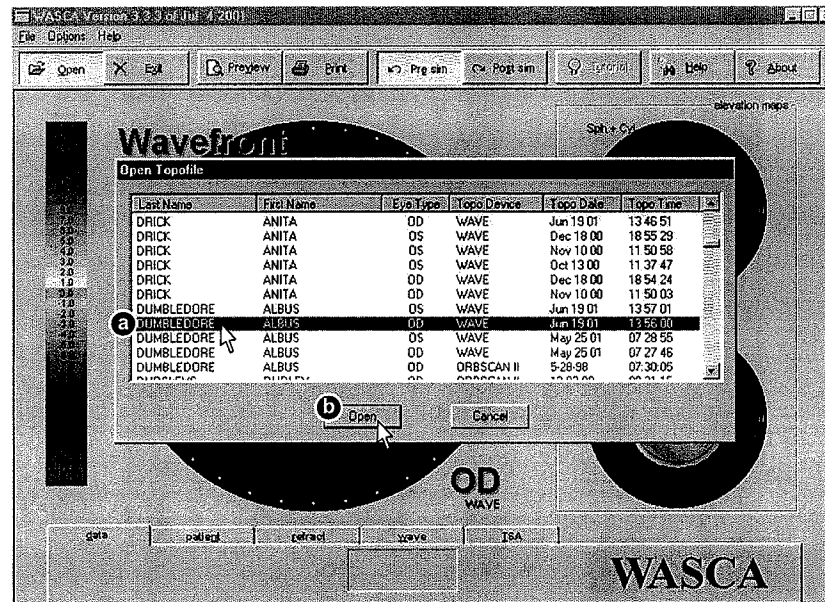 WASCA Version 3.3.3 of Jul 4 2001
File Options Help
Open Exit Preview Print Pre sim Post sim Tutorial Help About
elevation maps
Wavefront
Sph + Cyl
Open Topofile
Last Name First Name Eye Type Topo Device Topo Date Topo Time
DRICK ANITA OD WAVE Jun 19 01 13 46 51
DRICK ANITA OS WAVE Dec 18 00 18 55 29
DRICK ANITA OS WAVE Nov 10 00 11 50 58
DRICK ANITA OD WAVE Oct 13 00 11 37 47
DRICK ANITA OD WAVE Dec 18 00 18 54 24
DRICK ANITA OD WAVE Nov 10 00 11 50 03
DUMBLEDORE ALBUS OS WAVE Jun 19 01 13 57 01
a DUMBLEDORE ALBUS OD WAVE Jun 19 01 13 56 00
DUMBLEDORE ALBUS OS WAVE May 25 01 07 28 55
DUMBLEDORE ALBUS OD WAVE May 25 01 07 27 46
DUMBLEDORE ALBUS OD ORBSCAN II 5-28-98 07:30:05
b Open Cancel
OD
WAVE
data patient refract wave TSA
WASCA